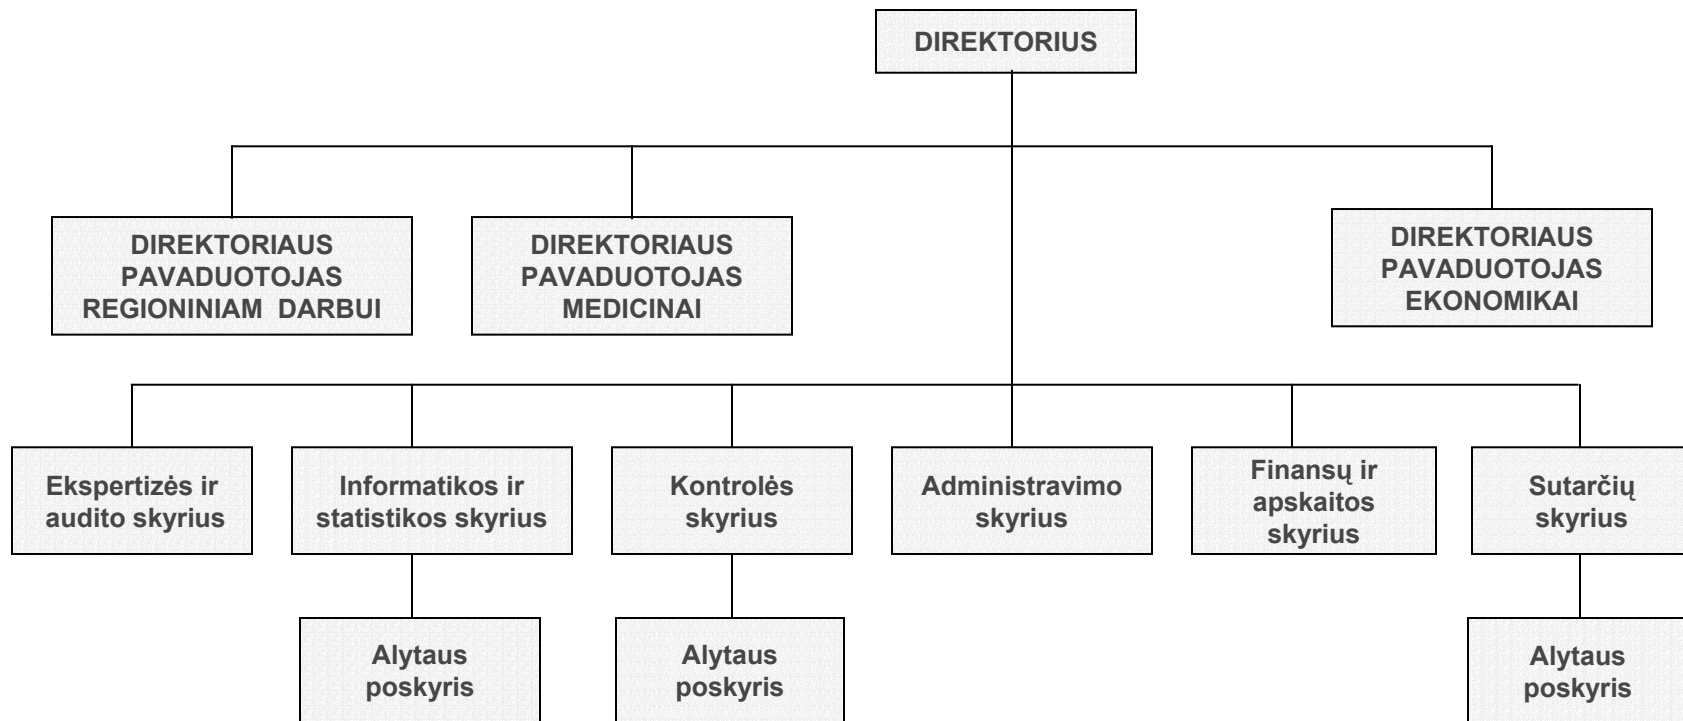 DIREKTORIUS
DIREKTORIAUS
PAVADUOTOJAS
REGIONINIAM DARBUI
DIREKTORIAUS
PAVADUOTOJAS
MEDICINAI
DIREKTORIAUS
PAVADUOTOJAS
EKONOMIKAI
Ekspertizės ir
audito skyrius
Informatikos ir
statistikos skyrius
Kontrolės
skyrius
Administravimo
skyrius
Finansų ir
apskaitos
skyrius
Sutarčių
skyrius
Alytaus
poskyris
Alytaus
poskyris
Alytaus
poskyris